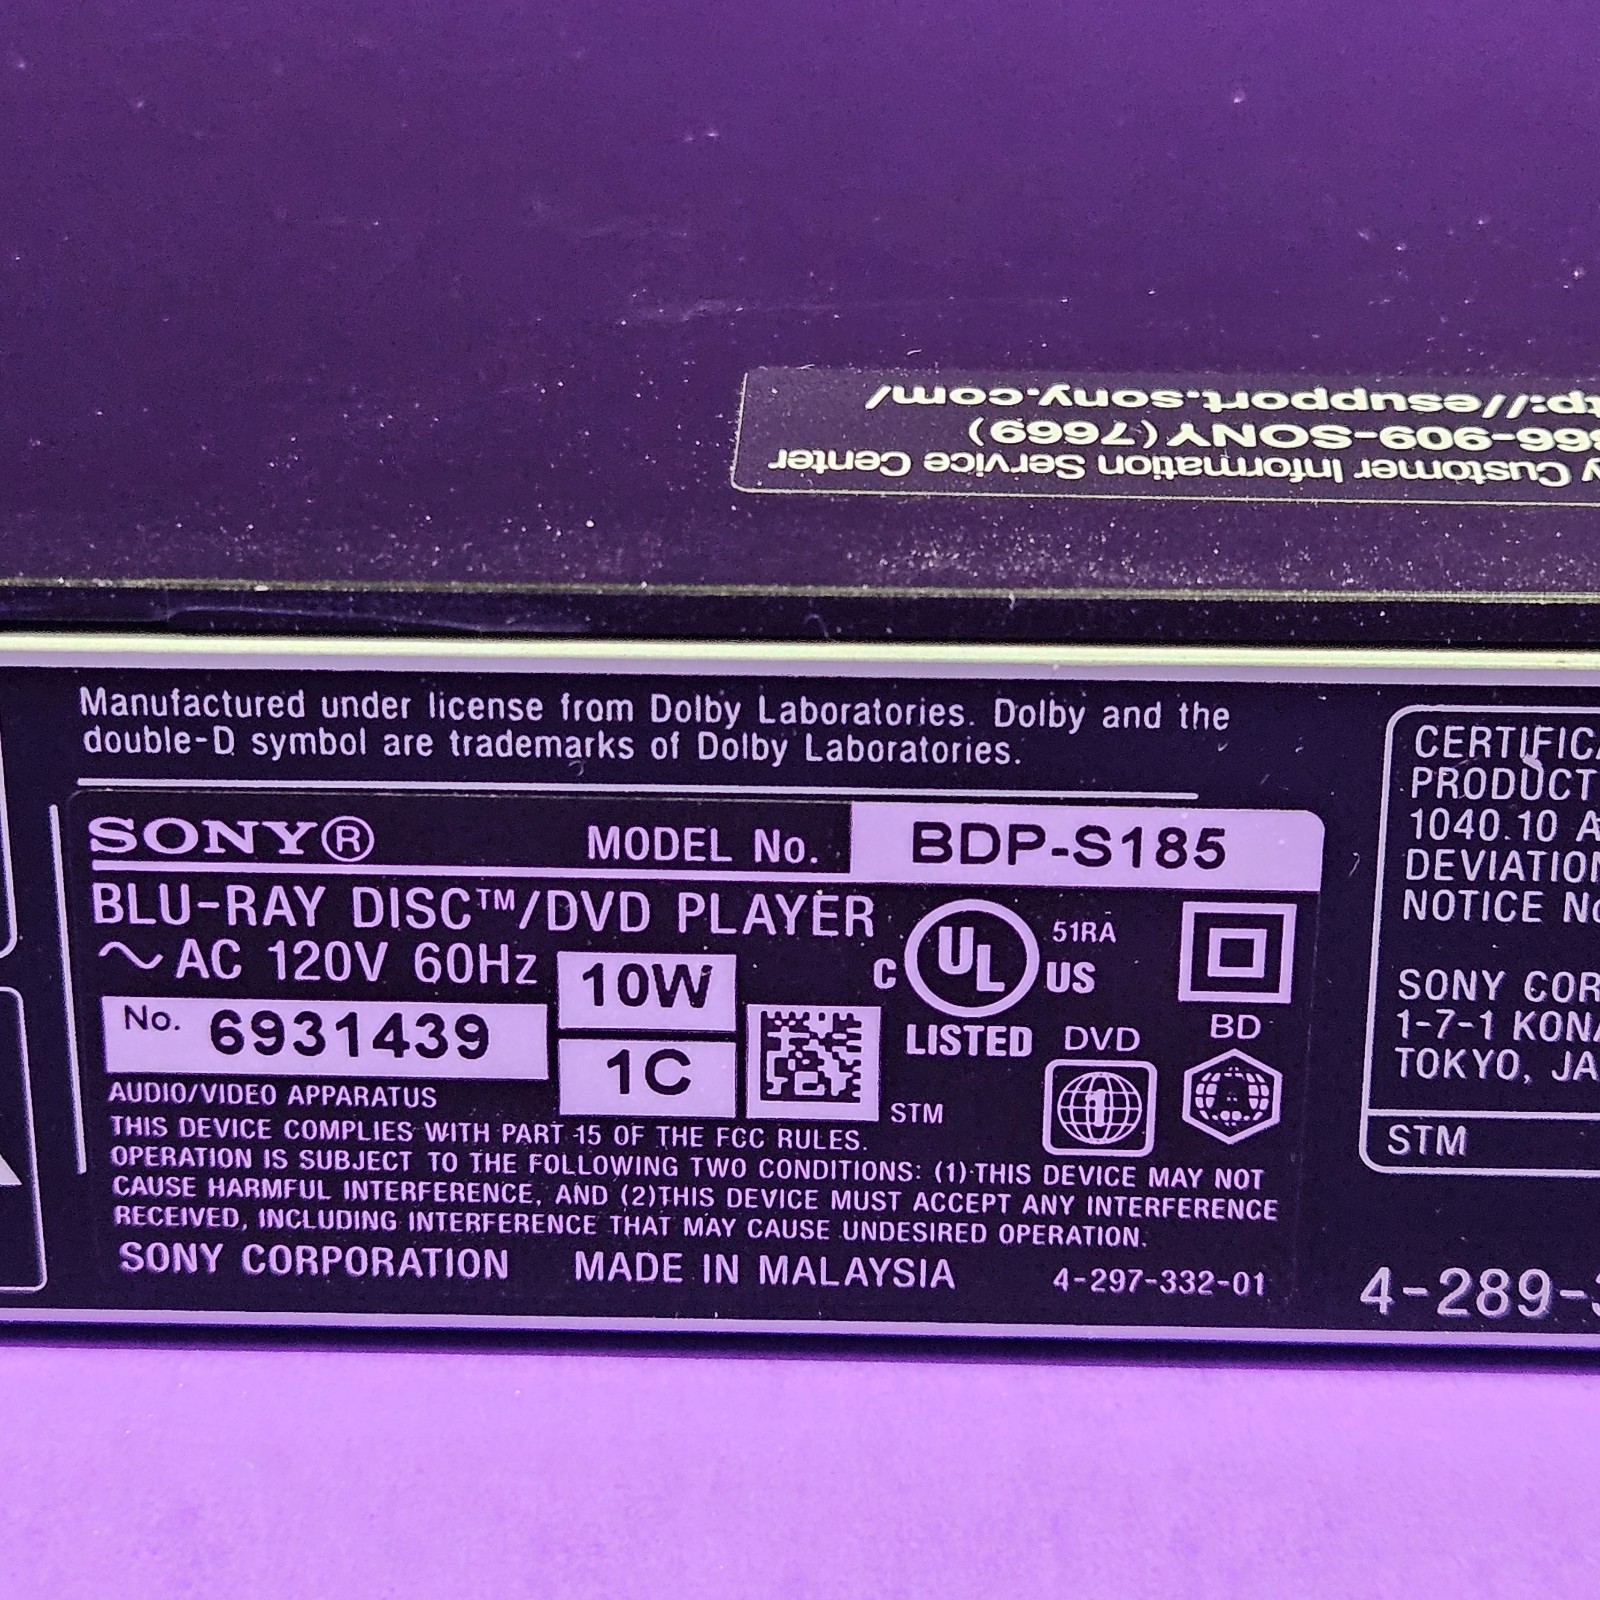 tp://esupport.sony.com/
866-909-SONY(7669)
y Customer Information Service Center
Manufactured under license from Dolby Laboratories. Dolby and the
double-D symbol are trademarks of Dolby Laboratories.
SONY® MODEL No. BDP-S185
BLU-RAY DISC™/DVD PLAYER
~ AC 120V 60Hz 10W
No. 6931439
1C
C UL US 51RA
LISTED
DVD
1
BD
STM
AUDIO/VIDEO APPARATUS
THIS DEVICE COMPLIES WITH PART 15 OF THE FCC RULES.
OPERATION IS SUBJECT TO THE FOLLOWING TWO CONDITIONS: (1) THIS DEVICE MAY NOT
CAUSE HARMFUL INTERFERENCE, AND (2)THIS DEVICE MUST ACCEPT ANY INTERFERENCE
RECEIVED, INCLUDING INTERFERENCE THAT MAY CAUSE UNDESIRED OPERATION.
SONY CORPORATION MADE IN MALAYSIA 4-297-332-01
CERTIFICA
PRODUCT
1040.10 A
DEVIATION
NOTICE No
SONY COR
1-7-1 KONA
TOKYO, JA
STM
4-289-3